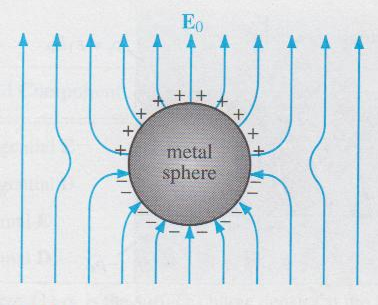 E₀
+ + + + + + + + +
metal
sphere
− − − − − − − − − −